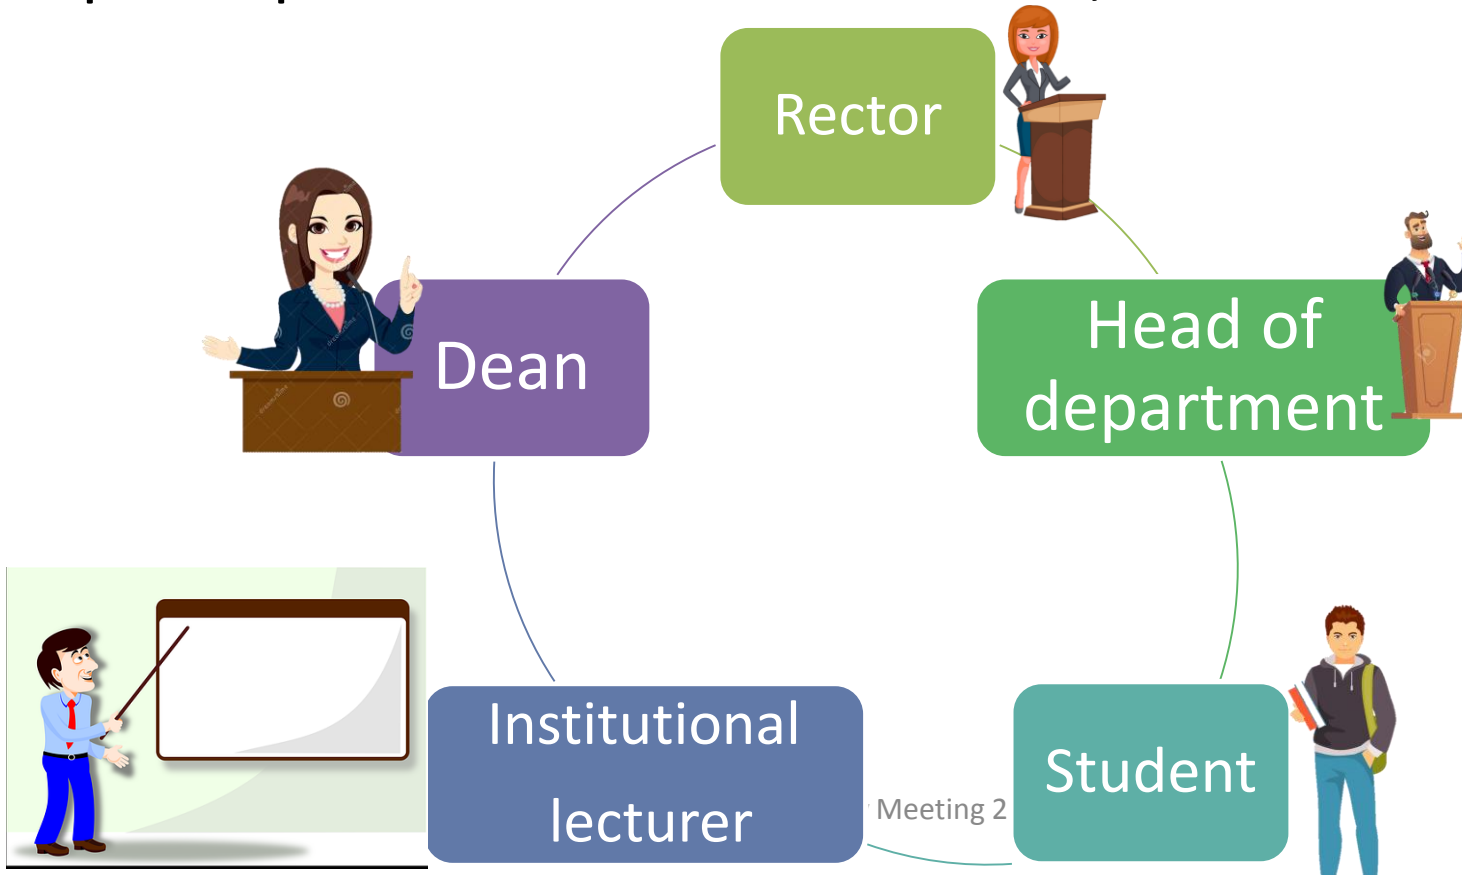 Rector
Dean
Head of
department
Institutional
lecturer
Meeting 2
Student